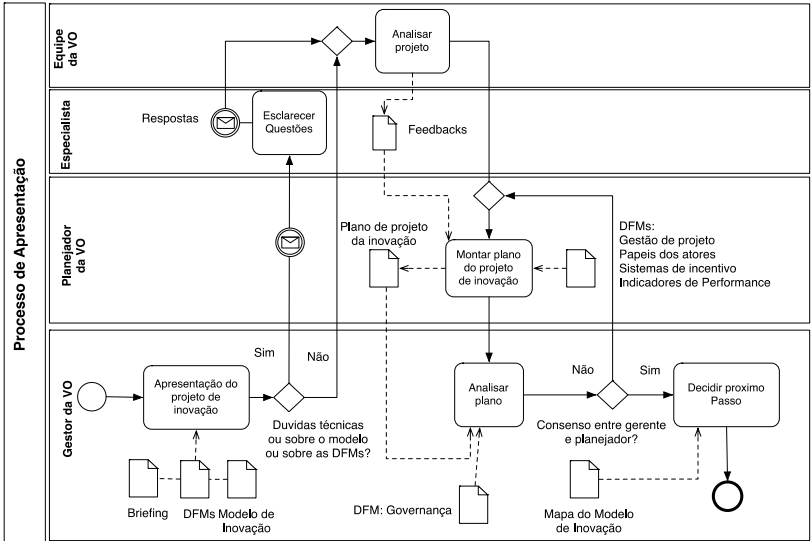 Processo de Apresentação
Equipe
da VO
Analisar
projeto
Especialista
Respostas
Esclarecer
Questões
Feedbacks
Planejador
da VO
Plano de projeto
da inovação
Montar plano
do projeto
de inovação
DFMs:
Gestão de projeto
Papeis dos atores
Sistemas de incentivo
Indicadores de Performance
Gestor da VO
Sim
Não
Apresentação do
projeto de
inovação
Duvidas técnicas
ou sobre o modelo
ou sobre as DFMs?
Analisar
plano
Não
Sim
Consenso entre gerente
e planejador?
Decidir proximo
Passo
Briefing
DFMs
Modelo de
Inovação
DFM: Governança
Mapa do Modelo
de Inovação